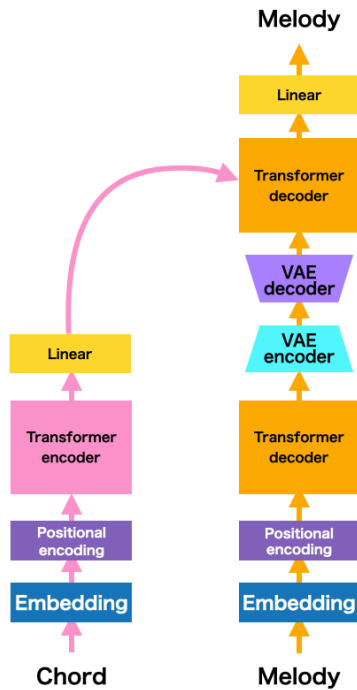 Melody
Linear
Transformer
decoder
VAE
decoder
VAE
encoder
Linear
Transformer
encoder
Transformer
decoder
Positional
encoding
Positional
encoding
Embedding
Embedding
Chord
Melody